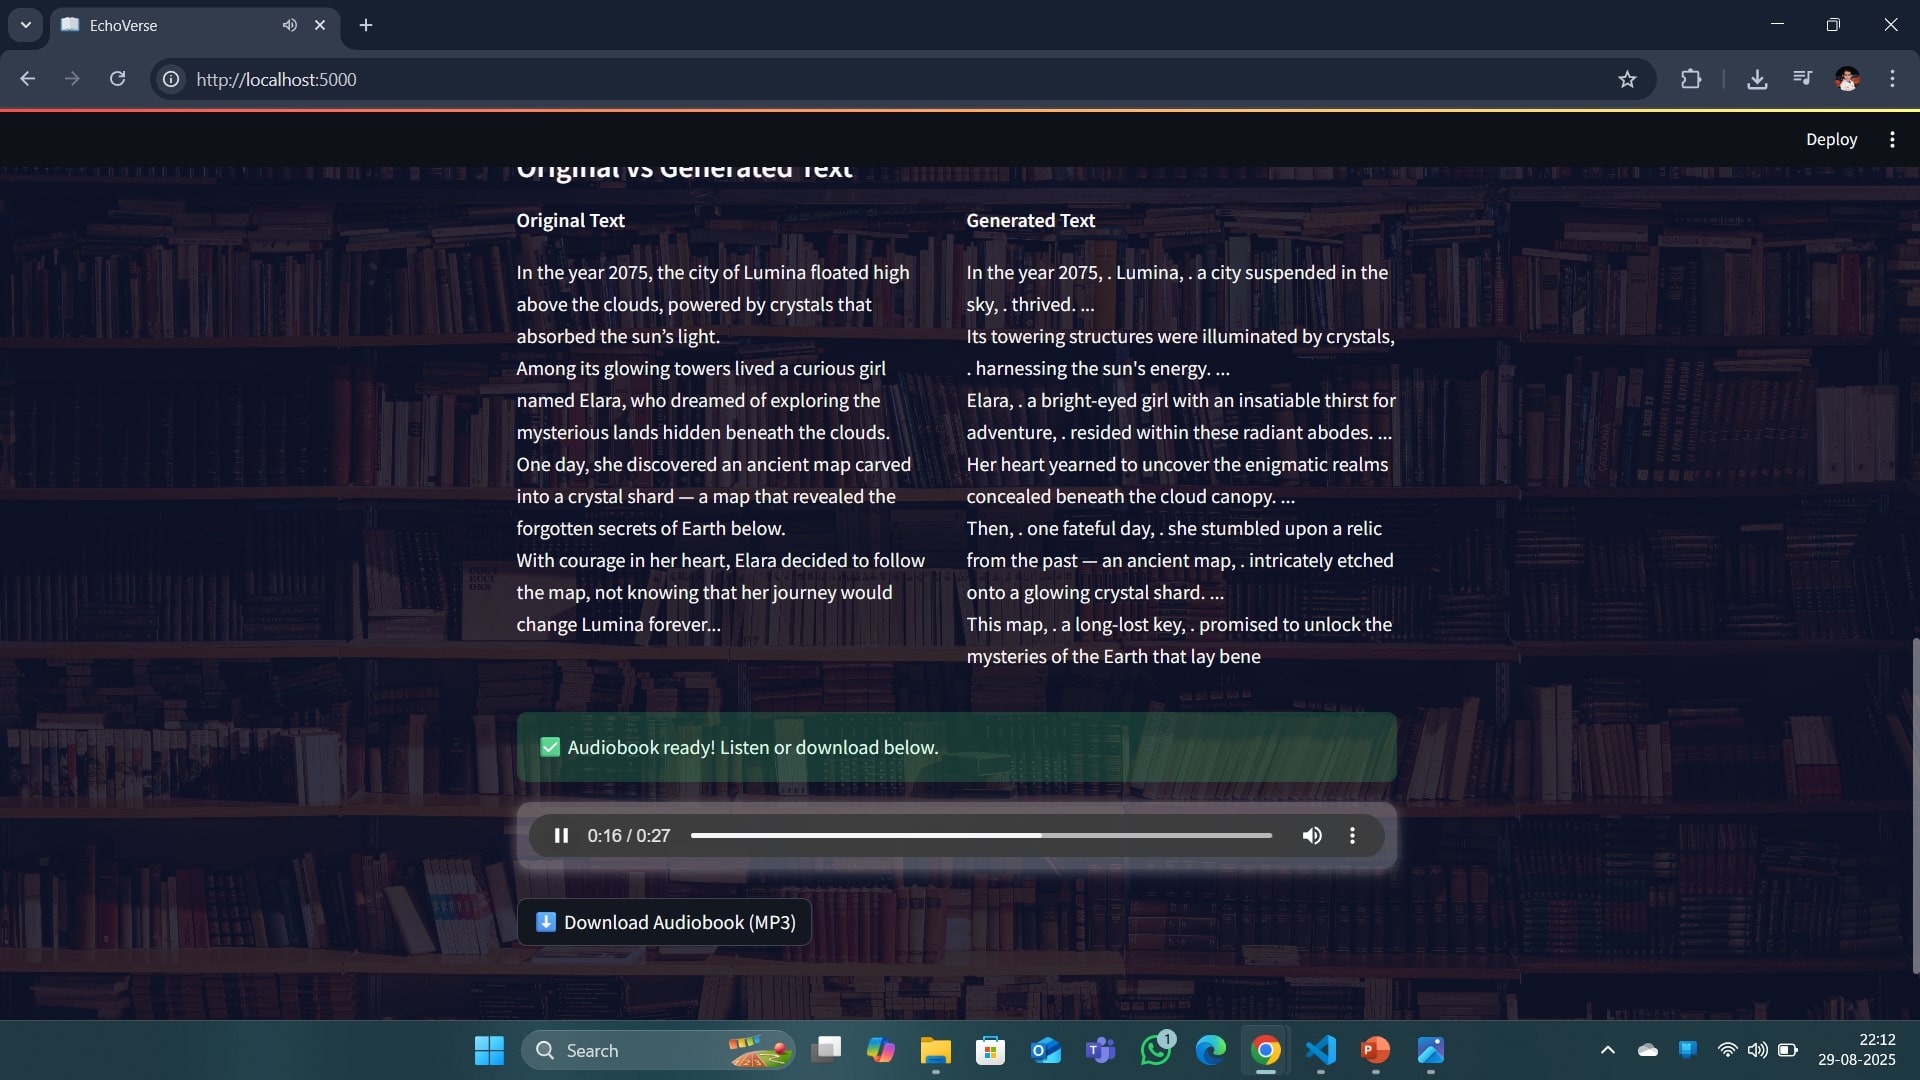 EchoVerse
http://localhost:5000
Deploy
Original vs Generated Text
Original Text
In the year 2075, the city of Lumina floated high
above the clouds, powered by crystals that
absorbed the sun’s light.
Among its glowing towers lived a curious girl
named Elara, who dreamed of exploring the
mysterious lands hidden beneath the clouds.
One day, she discovered an ancient map carved
into a crystal shard — a map that revealed the
forgotten secrets of Earth below.
With courage in her heart, Elara decided to follow
the map, not knowing that her journey would
change Lumina forever...
Generated Text
In the year 2075, . Lumina, . a city suspended in the
sky, . thrived. ...
Its towering structures were illuminated by crystals,
. harnessing the sun's energy. ...
Elara, . a bright-eyed girl with an insatiable thirst for
adventure, . resided within these radiant abodes. ...
Her heart yearned to uncover the enigmatic realms
concealed beneath the cloud canopy. ...
Then, . one fateful day, . she stumbled upon a relic
from the past — an ancient map, . intricately etched
onto a glowing crystal shard. ...
This map, . a long-lost key, . promised to unlock the
mysteries of the Earth that lay bene
✅ Audiobook ready! Listen or download below.
0:16 / 0:27
⬇️ Download Audiobook (MP3)
Search
1
22:12
29-08-2025